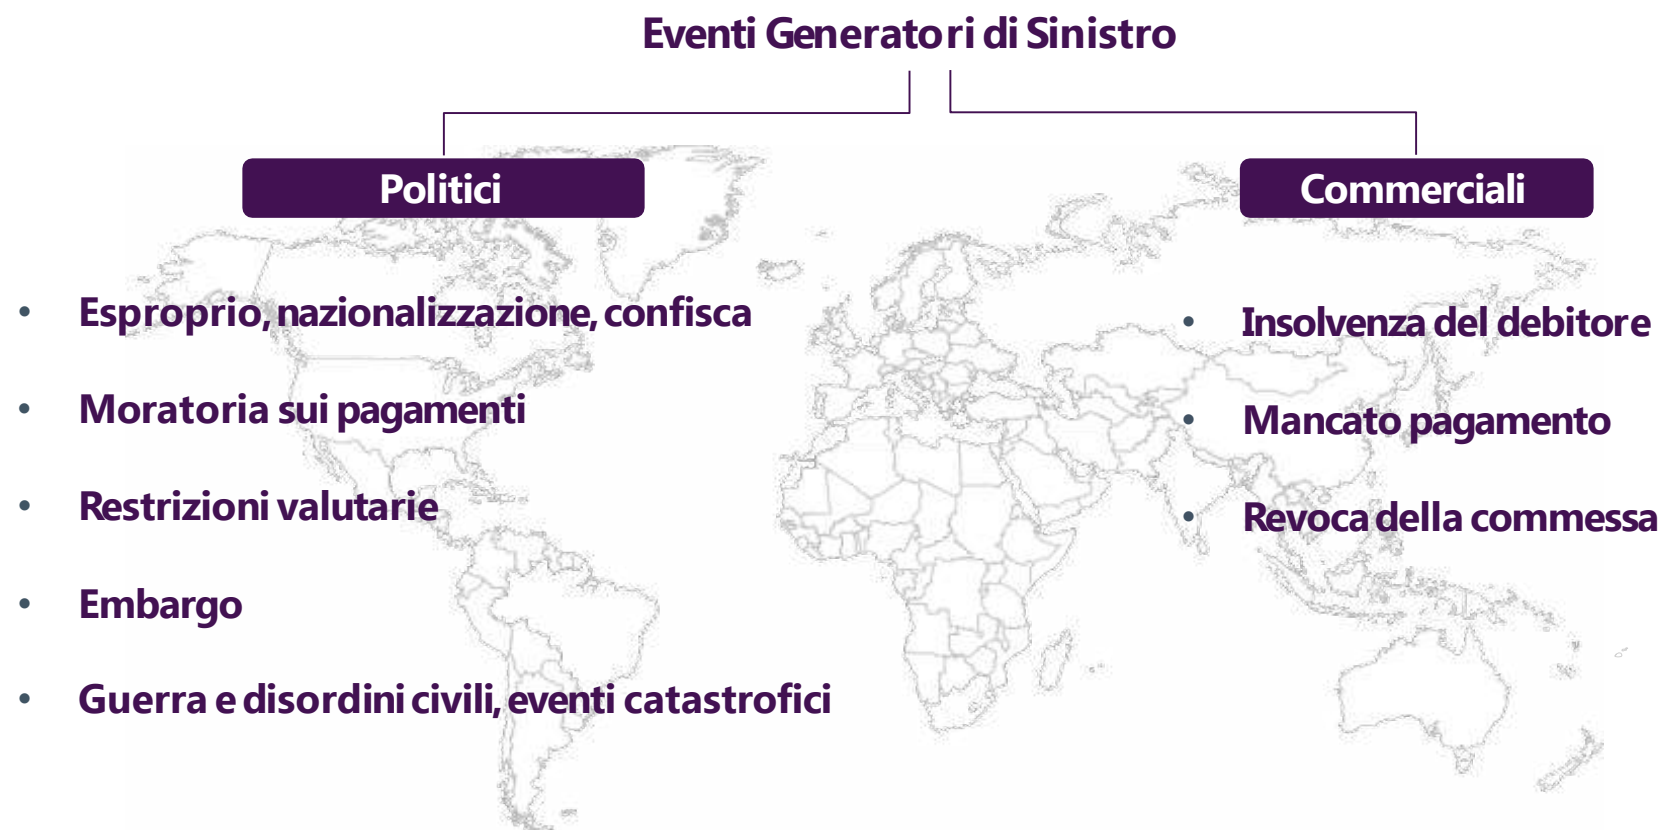 Eventi Generatori di Sinistro
Politici
• Esproprio, nazionalizzazione, confisca
• Moratoria sui pagamenti
• Restrizioni valutarie
• Embargo
• Guerra e disordini civili, eventi catastrofici
Commerciali
• Insolvenza del debitore
• Mancato pagamento
• Revoca della commessa